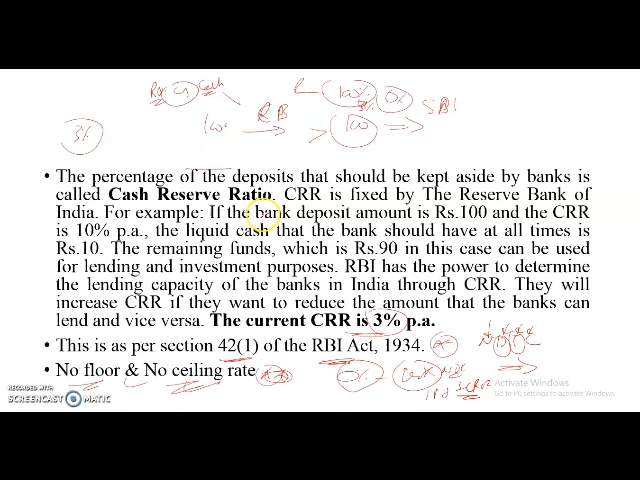 Cash
100%
0%
RB
SBI
100
3%
• The percentage of the deposits that should be kept aside by banks is
called Cash Reserve Ratio. CRR is fixed by The Reserve Bank of
India. For example: If the bank deposit amount is Rs.100 and the CRR
is 10% p.a., the liquid cash that the bank should have at all times is
Rs.10. The remaining funds, which is Rs.90 in this case can be used
for lending and investment purposes. RBI has the power to determine
the lending capacity of the banks in India through CRR. They will
increase CRR if they want to reduce the amount that the banks can
lend and vice versa. The current CRR is 3% p.a.
• This is as per section 42(1) of the RBI Act, 1934.
• No floor & No ceiling rate
0%
Activate Windows
Go to PC settings to activate Windows.
RECORDED WITH
SCREENCAST MATIC